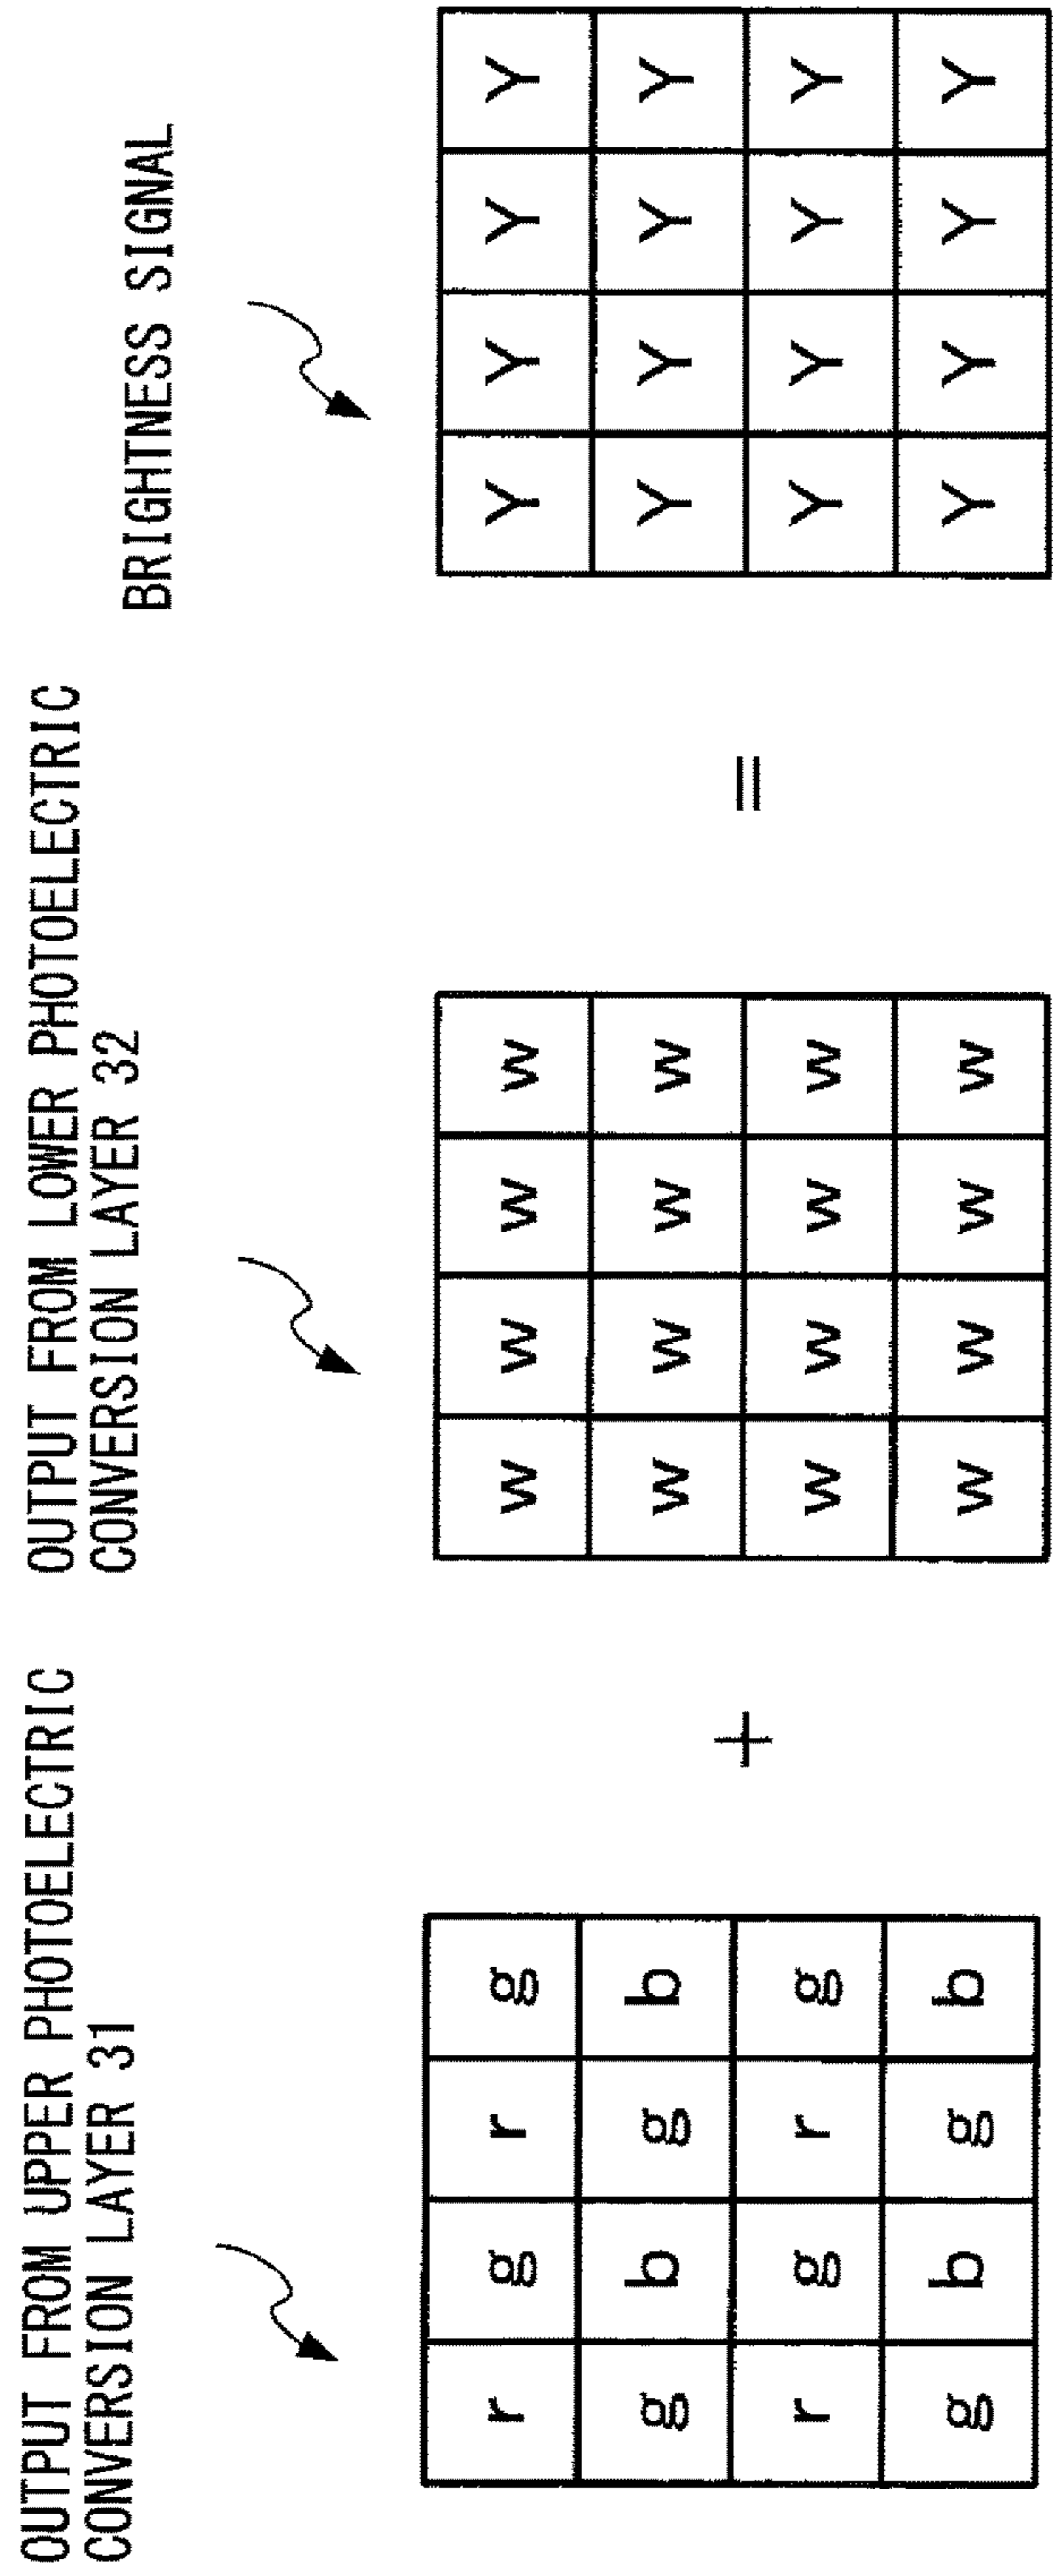 OUTPUT FROM UPPER PHOTOELECTRIC
CONVERSION LAYER 31
r g r g
g b g b
r g r g
g b g b
+
OUTPUT FROM LOWER PHOTOELECTRIC
CONVERSION LAYER 32
w w w w
w w w w
w w w w
w w w w
=
BRIGHTNESS SIGNAL
Y Y Y Y
Y Y Y Y
Y Y Y Y
Y Y Y Y